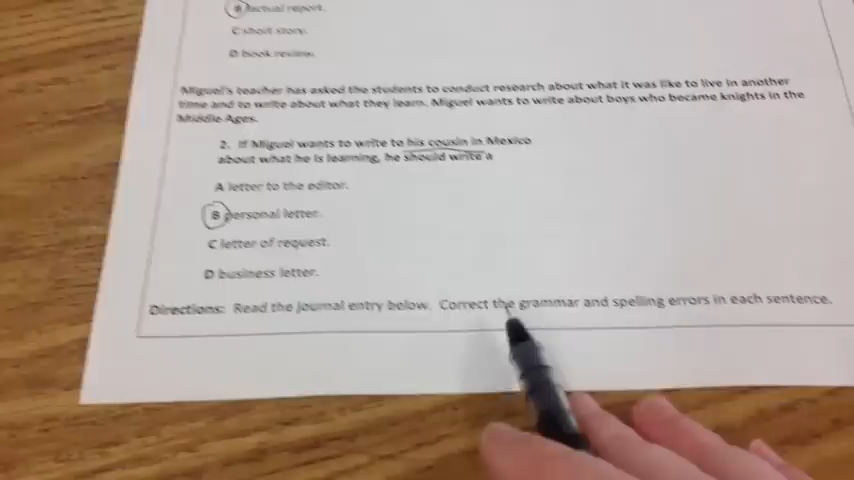 B factual report.
C short story.
D book review.
Miguel's teacher has asked the students to conduct research about what it was like to live in another
time and to write about what they learn. Miguel wants to write about boys who became knights in the
Middle Ages.
2. If Miguel wants to write to his cousin in Mexico
about what he is learning, he should write a
A letter to the editor.
B personal letter.
C letter of request.
D business letter.
Directions: Read the journal entry below. Correct the grammar and spelling errors in each sentence.